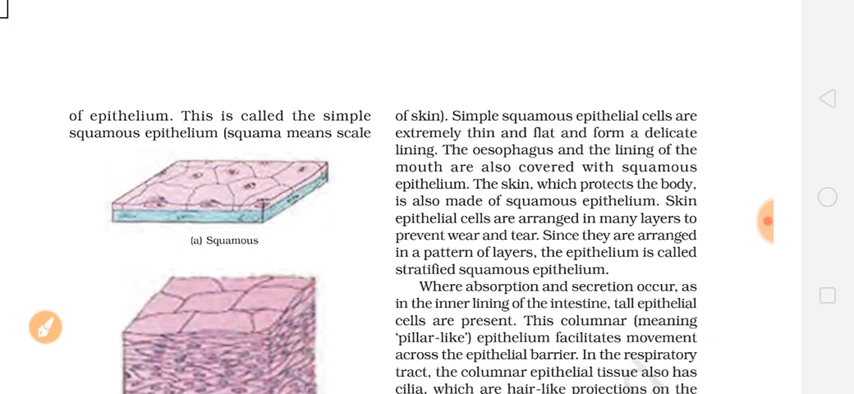 of epithelium. This is called the simple
squamous epithelium (squama means scale
(a) Squamous
of skin). Simple squamous epithelial cells are
extremely thin and flat and form a delicate
lining. The oesophagus and the lining of the
mouth are also covered with squamous
epithelium. The skin, which protects the body,
is also made of squamous epithelium. Skin
epithelial cells are arranged in many layers to
prevent wear and tear. Since they are arranged
in a pattern of layers, the epithelium is called
stratified squamous epithelium.
Where absorption and secretion occur, as
in the inner lining of the intestine, tall epithelial
cells are present. This columnar (meaning
‘pillar-like’) epithelium facilitates movement
across the epithelial barrier. In the respiratory
tract, the columnar epithelial tissue also has
cilia, which are hair-like projections on the